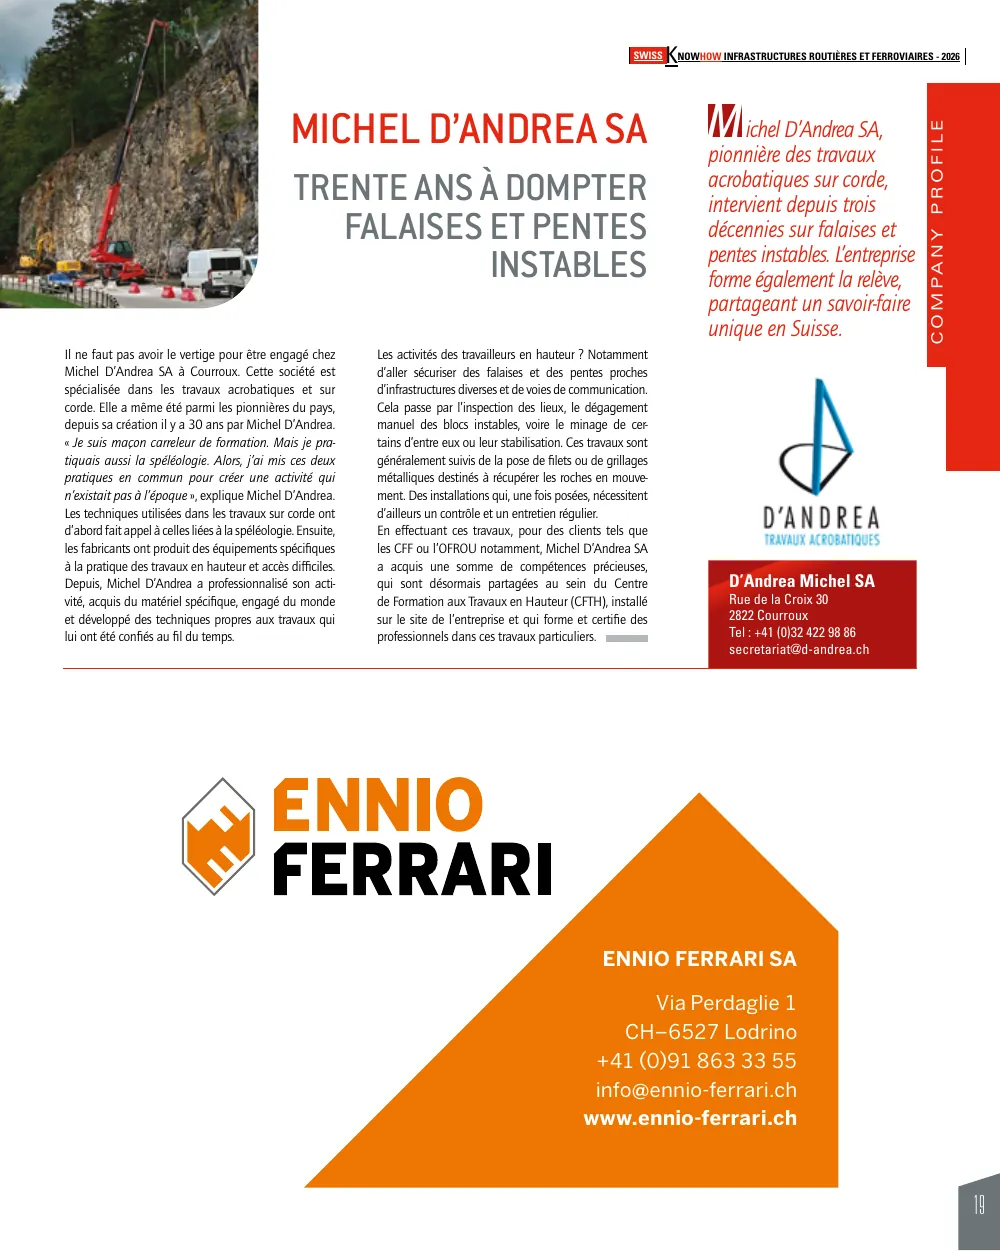 SWISS KNOWHOW INFRASTRUCTURES ROUTIÈRES ET FERROVIAIRES - 2026
COMPANY PROFILE
MICHEL D’ANDREA SA
TRENTE ANS À DOMPTER
FALAISES ET PENTES
INSTABLES
Michel D’Andrea SA,
pionnière des travaux
acrobatiques sur corde,
intervient depuis trois
décennies sur falaises et
pentes instables. L’entreprise
forme également la relève,
partageant un savoir-faire
unique en Suisse.
Il ne faut pas avoir le vertige pour être engagé chez
Michel D’Andrea SA à Courroux. Cette société est
spécialisée dans les travaux acrobatiques et sur
corde. Elle a même été parmi les pionnières du pays,
depuis sa création il y a 30 ans par Michel D’Andrea.
« Je suis maçon carreleur de formation. Mais je pra-
tiquais aussi la spéléologie. Alors, j’ai mis ces deux
pratiques en commun pour créer une activité qui
n’existait pas à l’époque », explique Michel D’Andrea.
Les techniques utilisées dans les travaux sur corde ont
d’abord fait appel à celles liées à la spéléologie. Ensuite,
les fabricants ont produit des équipements spécifiques
à la pratique des travaux en hauteur et accès difficiles.
Depuis, Michel D’Andrea a professionnalisé son acti-
vité, acquis du matériel spécifique, engagé du monde
et développé des techniques propres aux travaux qui
lui ont été confiés au fil du temps.
Les activités des travailleurs en hauteur ? Notamment
d’aller sécuriser des falaises et des pentes proches
d’infrastructures diverses et de voies de communication.
Cela passe par l’inspection des lieux, le dégagement
manuel des blocs instables, voire le minage de cer-
tains d’entre eux ou leur stabilisation. Ces travaux sont
généralement suivis de la pose de filets ou de grillages
métalliques destinés à récupérer les roches en mouve-
ment. Des installations qui, une fois posées, nécessitent
d’ailleurs un contrôle et un entretien régulier.
En effectuant ces travaux, pour des clients tels que
les CFF ou l’OFROU notamment, Michel D’Andrea SA
a acquis une somme de compétences précieuses,
qui sont désormais partagées au sein du Centre
de Formation aux Travaux en Hauteur (CFTH), installé
sur le site de l’entreprise et qui forme et certifie des
professionnels dans ces travaux particuliers.
D’ANDREA
TRAVAUX ACROBATIQUES
D’Andrea Michel SA
Rue de la Croix 30
2822 Courroux
Tel : +41 (0)32 422 98 86
secretariat@d-andrea.ch
ENNIO
FERRARI
ENNIO FERRARI SA
Via Perdaglie 1
CH–6527 Lodrino
+41 (0)91 863 33 55
info@ennio-ferrari.ch
www.ennio-ferrari.ch
19